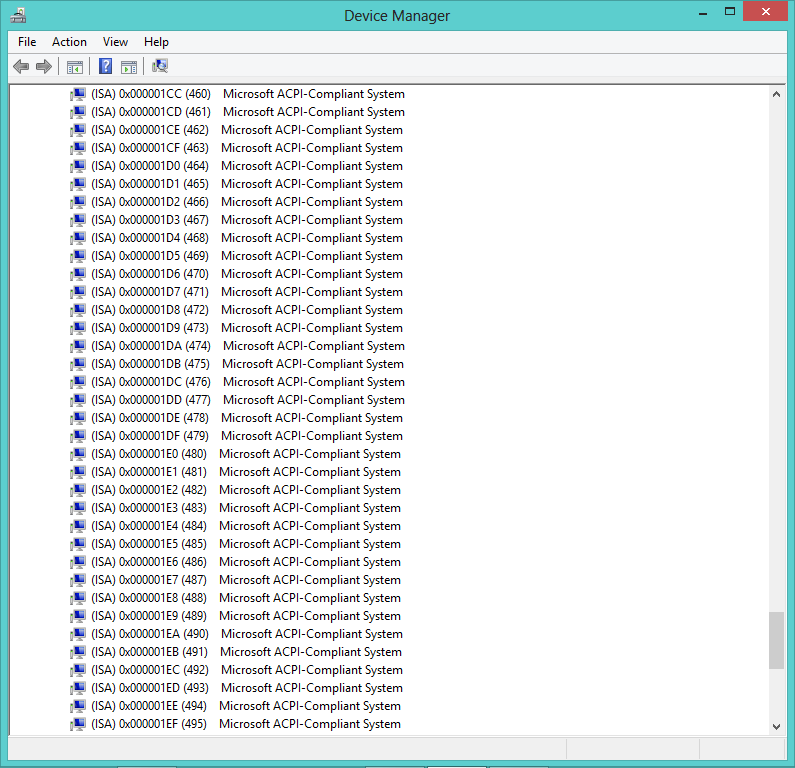 Device Manager
File Action View Help
(ISA) 0x000001CC (460) Microsoft ACPI-Compliant System
(ISA) 0x000001CD (461) Microsoft ACPI-Compliant System
(ISA) 0x000001CE (462) Microsoft ACPI-Compliant System
(ISA) 0x000001CF (463) Microsoft ACPI-Compliant System
(ISA) 0x000001D0 (464) Microsoft ACPI-Compliant System
(ISA) 0x000001D1 (465) Microsoft ACPI-Compliant System
(ISA) 0x000001D2 (466) Microsoft ACPI-Compliant System
(ISA) 0x000001D3 (467) Microsoft ACPI-Compliant System
(ISA) 0x000001D4 (468) Microsoft ACPI-Compliant System
(ISA) 0x000001D5 (469) Microsoft ACPI-Compliant System
(ISA) 0x000001D6 (470) Microsoft ACPI-Compliant System
(ISA) 0x000001D7 (471) Microsoft ACPI-Compliant System
(ISA) 0x000001D8 (472) Microsoft ACPI-Compliant System
(ISA) 0x000001D9 (473) Microsoft ACPI-Compliant System
(ISA) 0x000001DA (474) Microsoft ACPI-Compliant System
(ISA) 0x000001DB (475) Microsoft ACPI-Compliant System
(ISA) 0x000001DC (476) Microsoft ACPI-Compliant System
(ISA) 0x000001DD (477) Microsoft ACPI-Compliant System
(ISA) 0x000001DE (478) Microsoft ACPI-Compliant System
(ISA) 0x000001DF (479) Microsoft ACPI-Compliant System
(ISA) 0x000001E0 (480) Microsoft ACPI-Compliant System
(ISA) 0x000001E1 (481) Microsoft ACPI-Compliant System
(ISA) 0x000001E2 (482) Microsoft ACPI-Compliant System
(ISA) 0x000001E3 (483) Microsoft ACPI-Compliant System
(ISA) 0x000001E4 (484) Microsoft ACPI-Compliant System
(ISA) 0x000001E5 (485) Microsoft ACPI-Compliant System
(ISA) 0x000001E6 (486) Microsoft ACPI-Compliant System
(ISA) 0x000001E7 (487) Microsoft ACPI-Compliant System
(ISA) 0x000001E8 (488) Microsoft ACPI-Compliant System
(ISA) 0x000001E9 (489) Microsoft ACPI-Compliant System
(ISA) 0x000001EA (490) Microsoft ACPI-Compliant System
(ISA) 0x000001EB (491) Microsoft ACPI-Compliant System
(ISA) 0x000001EC (492) Microsoft ACPI-Compliant System
(ISA) 0x000001ED (493) Microsoft ACPI-Compliant System
(ISA) 0x000001EE (494) Microsoft ACPI-Compliant System
(ISA) 0x000001EF (495) Microsoft ACPI-Compliant System